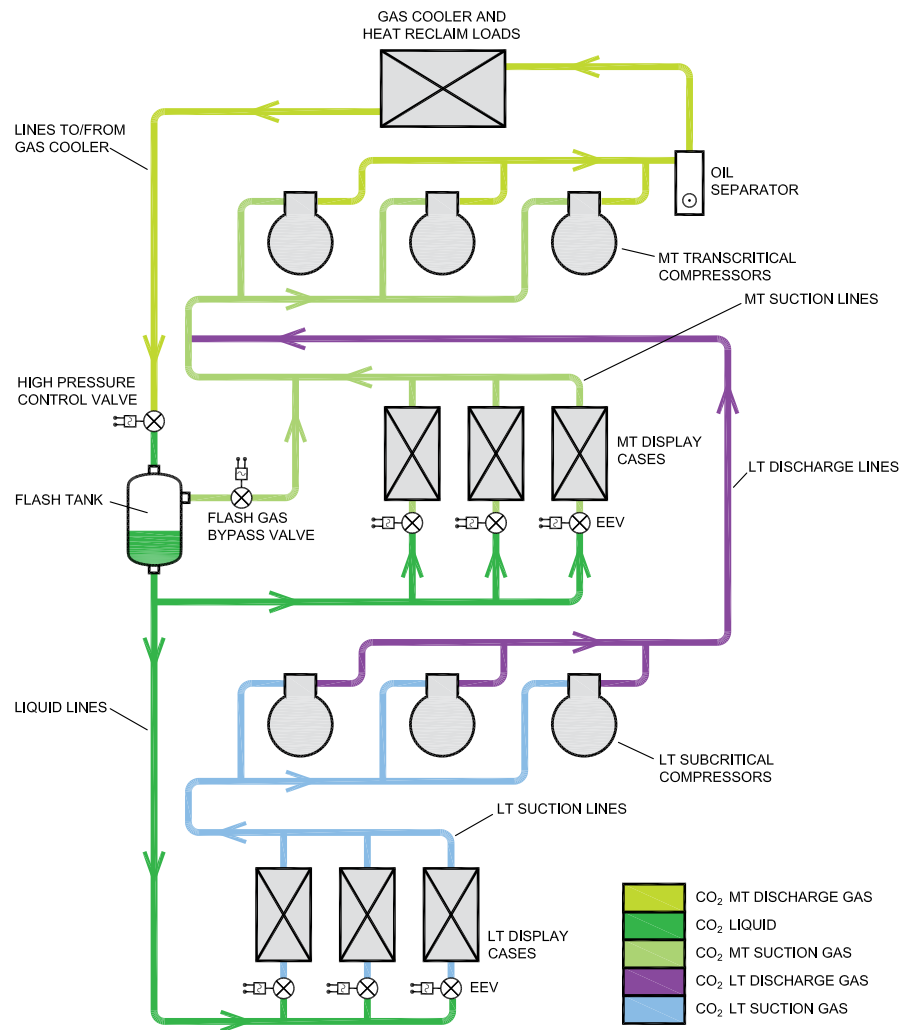 GAS COOLER AND
HEAT RECLAIM LOADS
LINES TO/FROM
GAS COOLER
OIL
SEPARATOR
MT TRANSCRITICAL
COMPRESSORS
MT SUCTION LINES
HIGH PRESSURE
CONTROL VALVE
MT DISPLAY
CASES
LT DISCHARGE LINES
FLASH TANK
FLASH GAS
BYPASS VALVE
EEV
LIQUID LINES
LT SUBCRITICAL
COMPRESSORS
LT SUCTION LINES
LT DISPLAY
CASES
EEV
CO₂ MT DISCHARGE GAS
CO₂ LIQUID
CO₂ MT SUCTION GAS
CO₂ LT DISCHARGE GAS
CO₂ LT SUCTION GAS